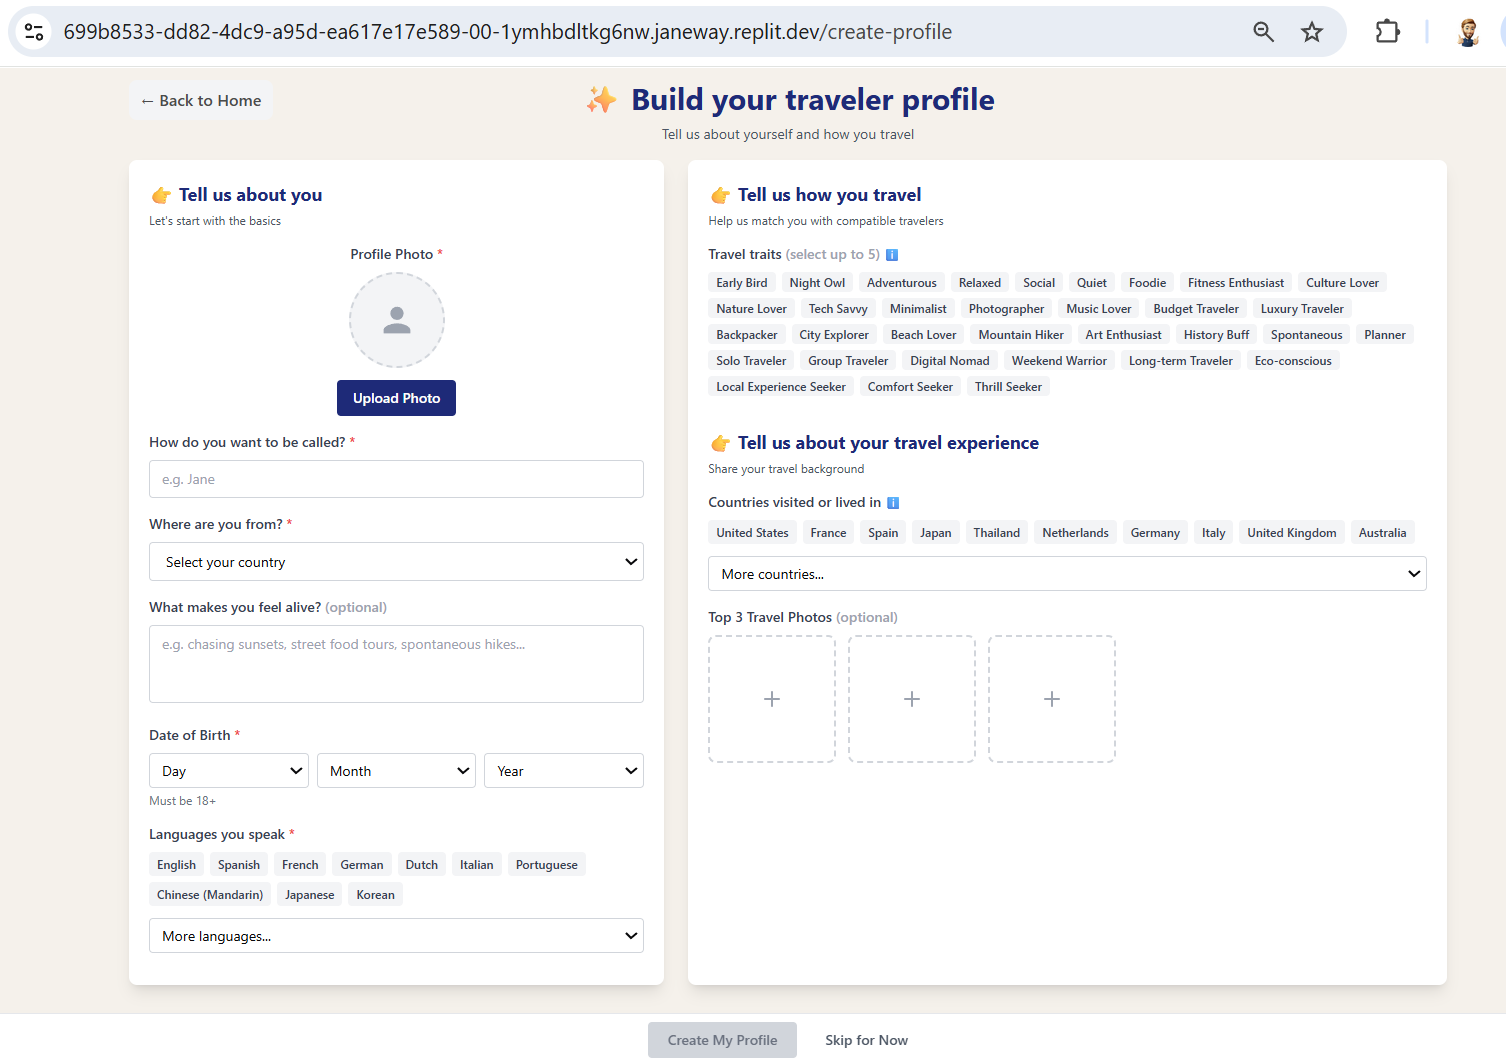 699b8533-dd82-4dc9-a95d-ea617e17e589-00-1ymhbdltkg6nw.janeway.replit.dev/create-profile
← Back to Home
✨ Build your traveler profile
Tell us about yourself and how you travel
👉 Tell us about you
Let's start with the basics
Profile Photo *
Upload Photo
How do you want to be called? *
e.g. Jane
Where are you from? *
Select your country
What makes you feel alive? (optional)
e.g. chasing sunsets, street food tours, spontaneous hikes...
Date of Birth *
Day Month Year
Must be 18+
Languages you speak *
English Spanish French German Dutch Italian Portuguese
Chinese (Mandarin) Japanese Korean
More languages...
👉 Tell us how you travel
Help us match you with compatible travelers
Travel traits (select up to 5) ℹ️
Early Bird Night Owl Adventurous Relaxed Social Quiet Foodie Fitness Enthusiast Culture Lover
Nature Lover Tech Savvy Minimalist Photographer Music Lover Budget Traveler Luxury Traveler
Backpacker City Explorer Beach Lover Mountain Hiker Art Enthusiast History Buff Spontaneous Planner
Solo Traveler Group Traveler Digital Nomad Weekend Warrior Long-term Traveler Eco-conscious
Local Experience Seeker Comfort Seeker Thrill Seeker
👉 Tell us about your travel experience
Share your travel background
Countries visited or lived in ℹ️
United States France Spain Japan Thailand Netherlands Germany Italy United Kingdom Australia
More countries...
Top 3 Travel Photos (optional)
+ + +
Create My Profile Skip for Now